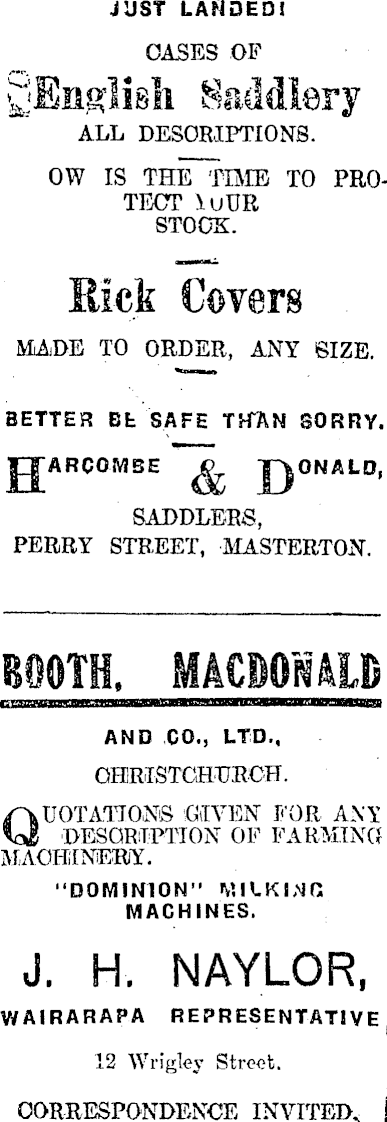 JUST LANDED!
CASES OF
English Saddlery
ALL DESCRIPTIONS.
OW IS THE TIME TO PRO-
TECT YOUR
STOCK.
Rick Covers
MADE TO ORDER, ANY SIZE.
BETTER BE SAFE THAN SORRY.
HARCOMBE & DONALD,
SADDLERS,
PERRY STREET, MASTERTON.
BOOTH, MACDONALD
AND CO., LTD.,
CHRISTCHURCH.
QUOTATIONS GIVEN FOR ANY
DESCRIPTION OF FARMING
MACHINERY.
"DOMINION" MILKING
MACHINES.
J. H. NAYLOR,
WAIRARAPA REPRESENTATIVE
12 Wrigley Street.
CORRESPONDENCE INVITED.